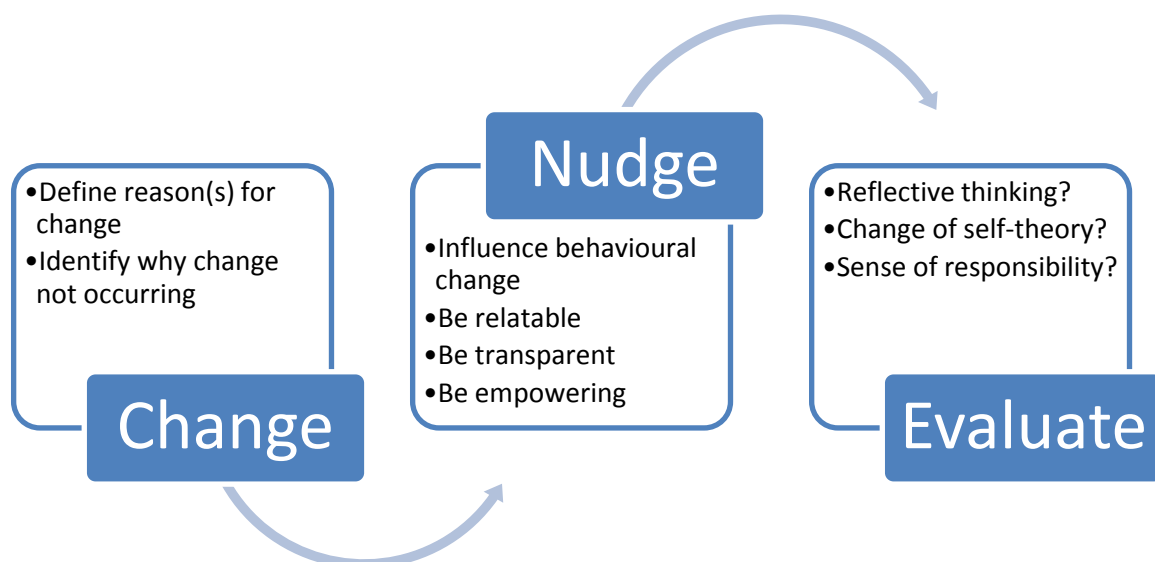 •Define reason(s) for
change
•Identify why change
not occurring
Change
Nudge
•Influence behavioural
change
•Be relatable
•Be transparent
•Be empowering
•Reflective thinking?
•Change of self-theory?
•Sense of responsibility?
Evaluate